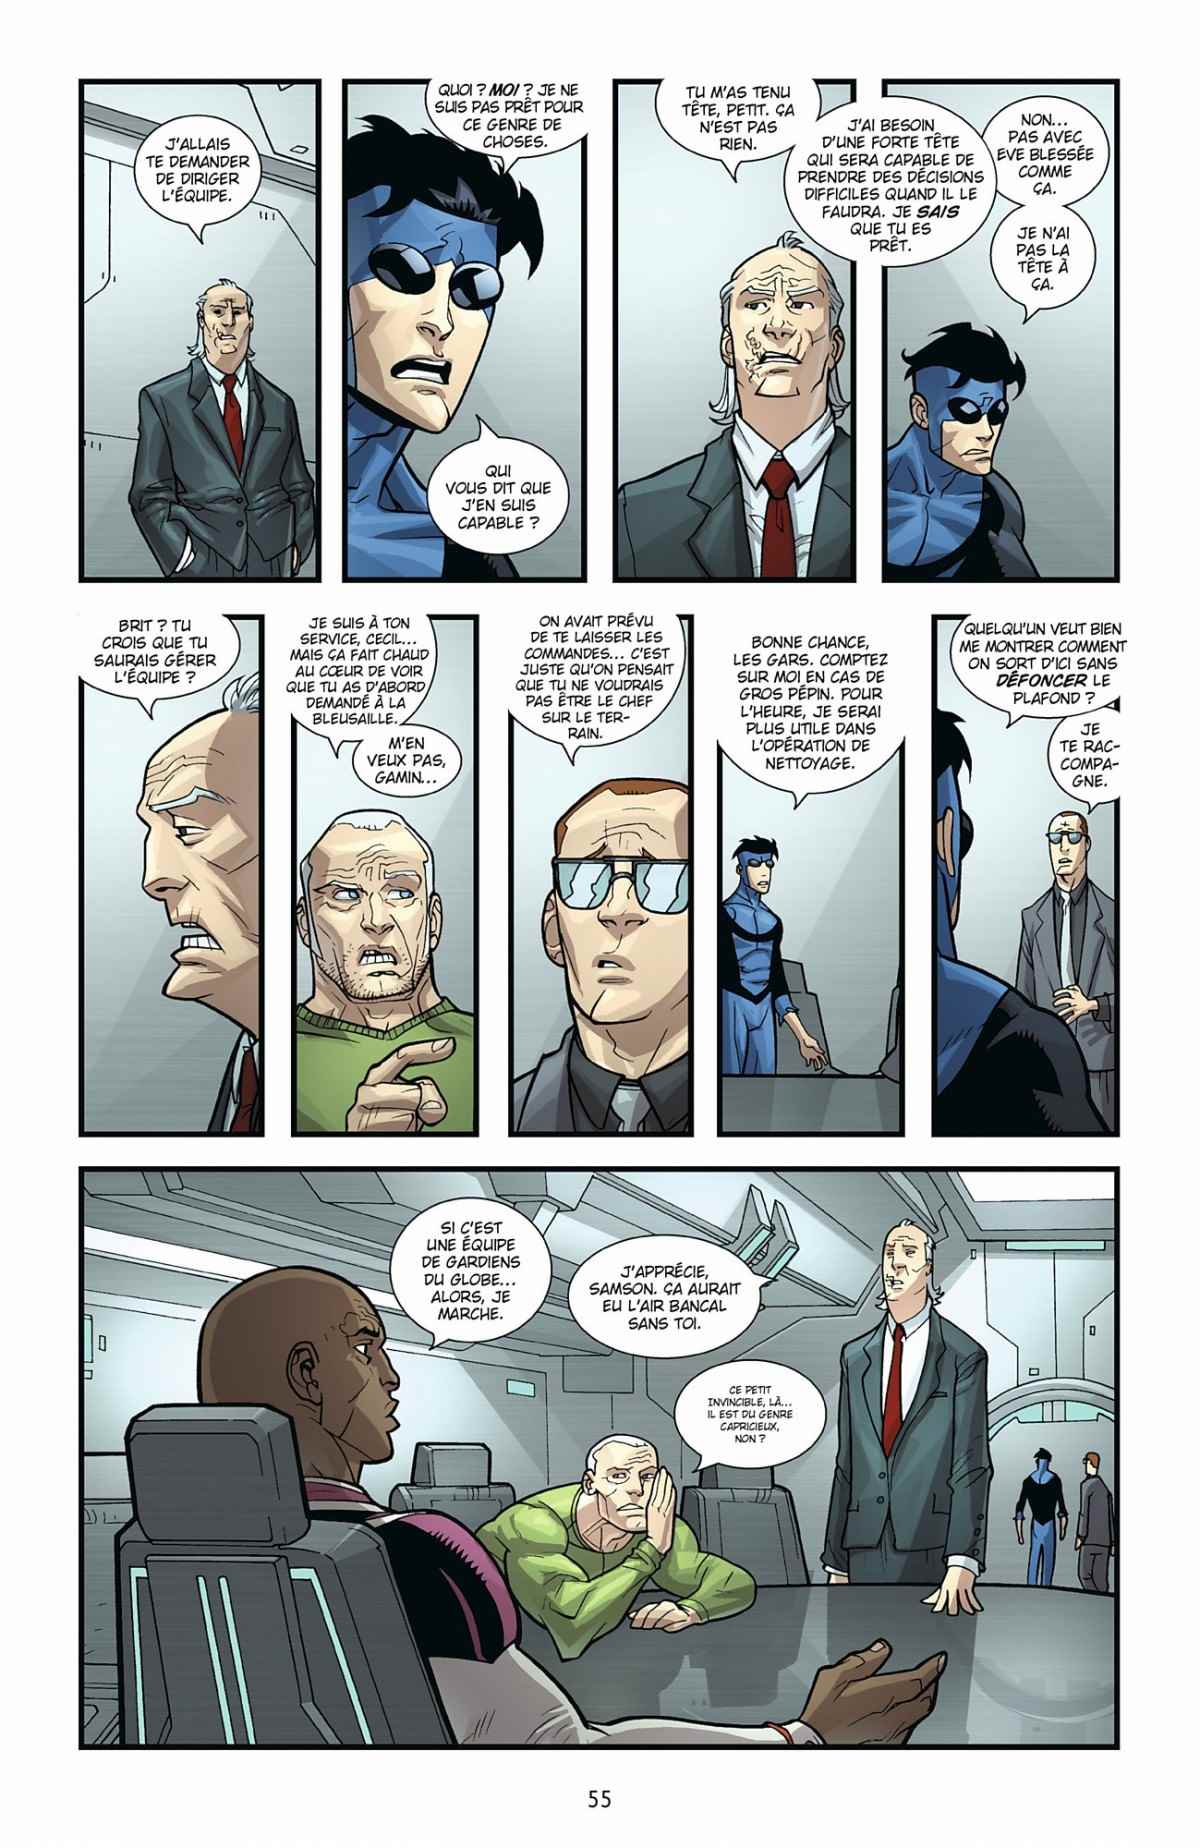 J'ALLAIS
TE DEMANDER
DE DIRIGER
L'ÉQUIPE.
QUOI ? MOI ? JE NE
SUIS PAS PRÊT POUR
CE GENRE DE
CHOSES.
QUI
VOUS DIT QUE
J'EN SUIS
CAPABLE ?
TU M'AS TENU
TÊTE, PETIT. ÇA
N'EST PAS
RIEN.
J'AI BESOIN
D'UNE FORTE TÊTE
QUI SERA CAPABLE DE
PRENDRE DES DÉCISIONS
DIFFICILES QUAND IL LE
FAUDRA. JE SAIS
QUE TU ES
PRÊT.
NON...
PAS AVEC
EVE BLESSÉE
COMME
ÇA.
JE N'AI
PAS LA
TÊTE À
ÇA.
BRIT ? TU
CROIS QUE TU
SAURAIS GÉRER
L'ÉQUIPE ?
JE SUIS À TON
SERVICE, CECIL...
MAIS ÇA FAIT CHAUD
AU CŒUR DE VOIR
QUE TU AS D'ABORD
DEMANDÉ À LA
BLEUSAILLE.
M'EN
VEUX PAS,
GAMIN...
ON AVAIT PRÉVU
DE TE LAISSER LES
COMMANDES... C'EST
JUSTE QU'ON PENSAIT
QUE TU NE VOUDRAIS
PAS ÊTRE LE CHEF
SUR LE TER-
RAIN.
BONNE CHANCE,
LES GARS. COMPTEZ
SUR MOI EN CAS DE
GROS PÉPIN. POUR
L'HEURE, JE SERAI
PLUS UTILE DANS
L'OPÉRATION DE
NETTOYAGE.
QUELQU'UN VEUT BIEN
ME MONTRER COMMENT
ON SORT D'ICI SANS
DÉFONCER LE
PLAFOND ?
JE
TE RAC-
COMPA-
GNE.
SI C'EST
UNE ÉQUIPE
DE GARDIENS
DU GLOBE...
ALORS, JE
MARCHE.
J'APPRÉCIE,
SAMSON. ÇA AURAIT
EU L'AIR BANCAL
SANS TOI.
CE PETIT
INVINCIBLE, LÀ...
IL EST DU GENRE
CAPRICIEUX,
NON ?
55